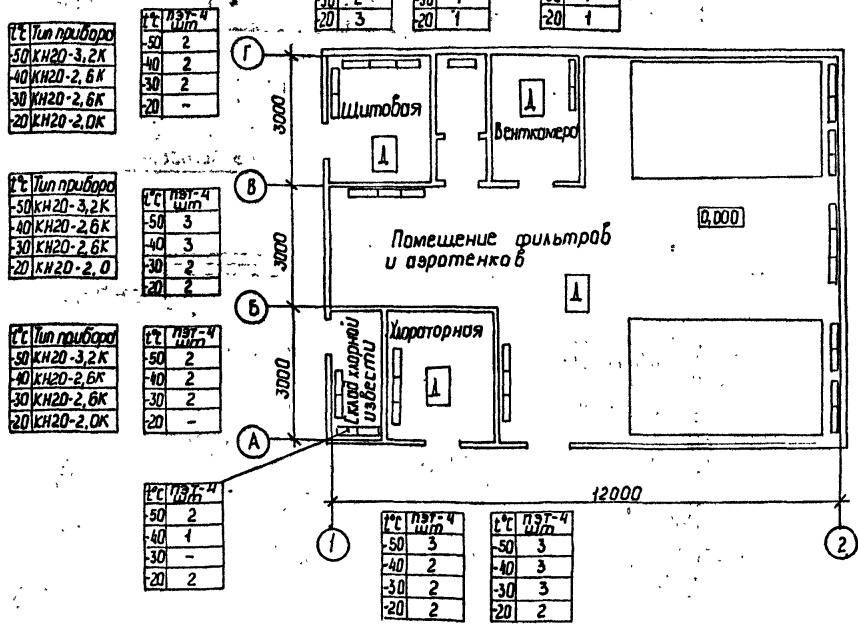 -30 2
-20 3
-20 1
-20 1
t°C Тип прибора
-50 КН20-3,2К
-40 КН20-2,6К
-30 КН20-2,6К
-20 КН20-2,0К
t°C ПЭТ-4 шт
-50 2
-40 2
-30 2
-20 -
Г
3000
Щитовая
Д
Д
Венткамера
t°C Тип прибора
-50 КН20-3,2К
-40 КН20-2,6К
-30 КН20-2,6К
-20 КН20-2,0
t°C ПЭТ-4 шт
-50 3
-40 3
-30 2
-20 2
В
3000
Помещение фильтров
и аэротенков
0,000
Д
t°C Тип прибора
-50 КН20-3,2К
-40 КН20-2,6К
-30 КН20-2,6К
-20 КН20-2,0К
t°C ПЭТ-4 шт
-50 2
-40 2
-30 2
-20 -
Б
3000
Склад хлорной
извести
Хлораторная
Д
А
t°C ПЭТ-4 шт
-50 2
-40 1
-30 -
-20 2
12000
1
2
t°C ПЭТ-4 шт
-50 3
-40 2
-30 2
-20 2
t°C ПЭТ-4 шт
-50 3
-40 3
-30 3
-20 2